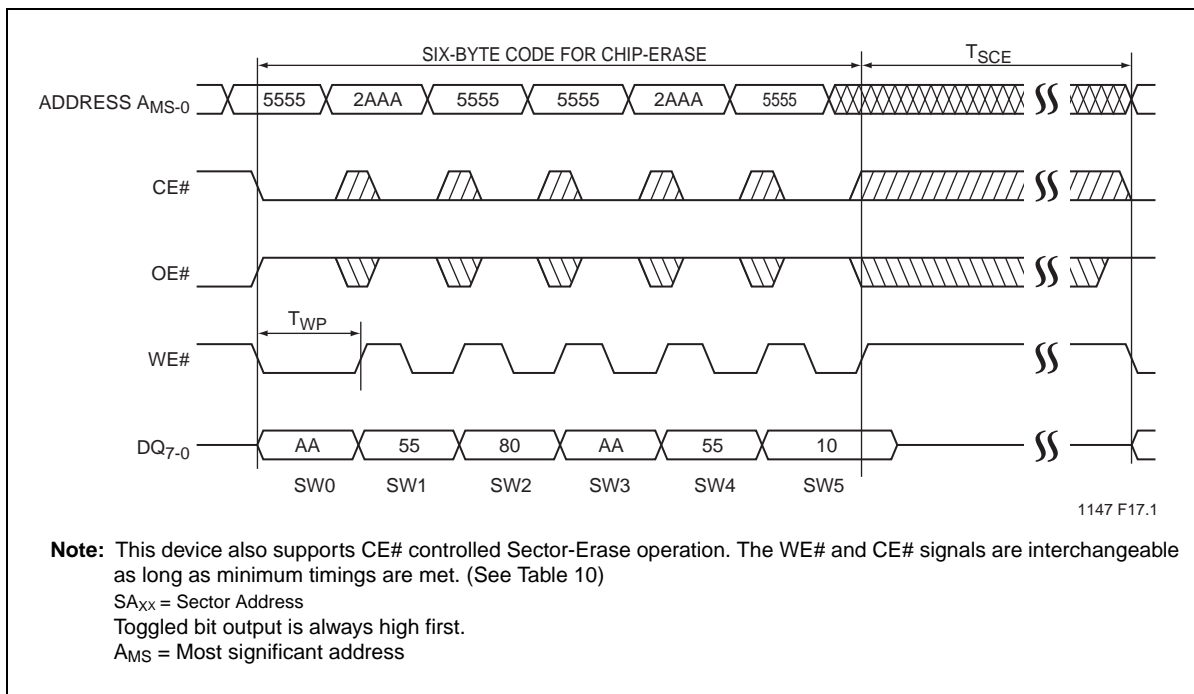 SIX-BYTE CODE FOR CHIP-ERASE TSCE
ADDRESS AMS-0 5555 2AAA 5555 5555 2AAA 5555
CE#
OE#
TWP
WE#
DQ7-0 AA 55 80 AA 55 10
SW0 SW1 SW2 SW3 SW4 SW5
1147 F17.1
Note: This device also supports CE# controlled Sector-Erase operation. The WE# and CE# signals are interchangeable
as long as minimum timings are met. (See Table 10)
SAXX = Sector Address
Toggled bit output is always high first.
AMS = Most significant address